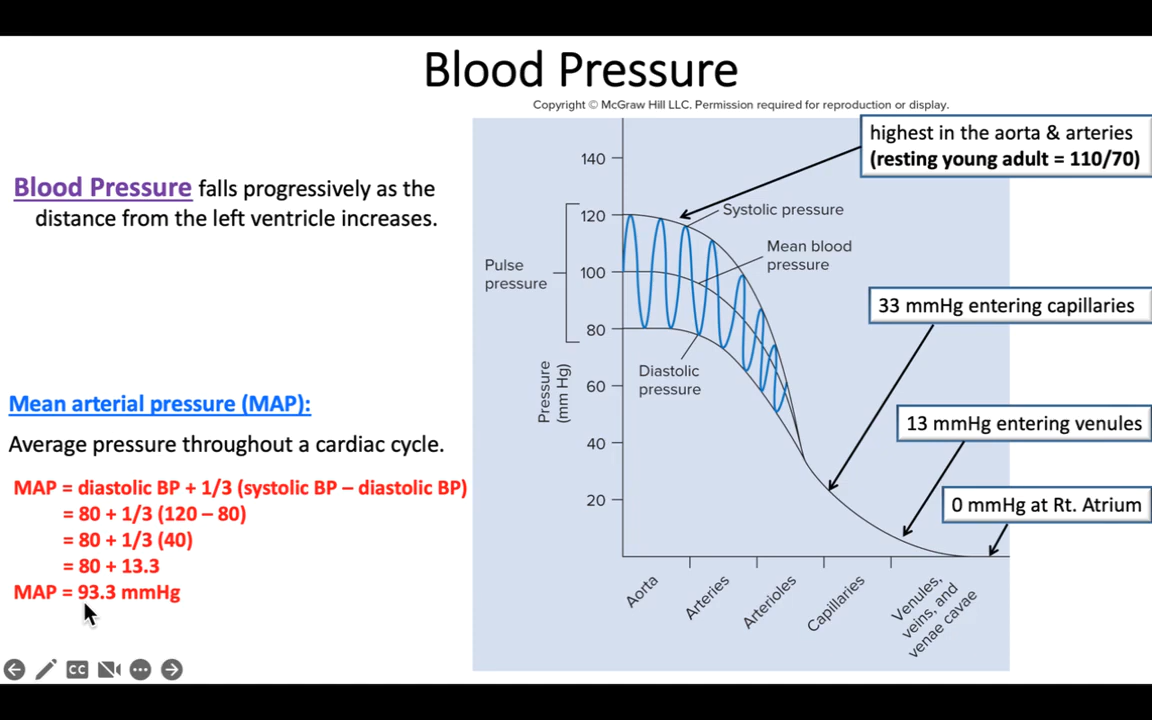 Blood Pressure
Copyright © McGraw Hill LLC. Permission required for reproduction or display.
Blood Pressure falls progressively as the
distance from the left ventricle increases.
Mean arterial pressure (MAP):
Average pressure throughout a cardiac cycle.
MAP = diastolic BP + 1/3 (systolic BP – diastolic BP)
= 80 + 1/3 (120 – 80)
= 80 + 1/3 (40)
= 80 + 13.3
MAP = 93.3 mmHg
CC
highest in the aorta & arteries
(resting young adult = 110/70)
140
120
100
80
60
40
20
Pulse
pressure
Pressure
(mm Hg)
Systolic pressure
Mean blood
pressure
Diastolic
pressure
33 mmHg entering capillaries
13 mmHg entering venules
0 mmHg at Rt. Atrium
Aorta
Arteries
Arterioles
Capillaries
Venules,
veins, and
venae cavae